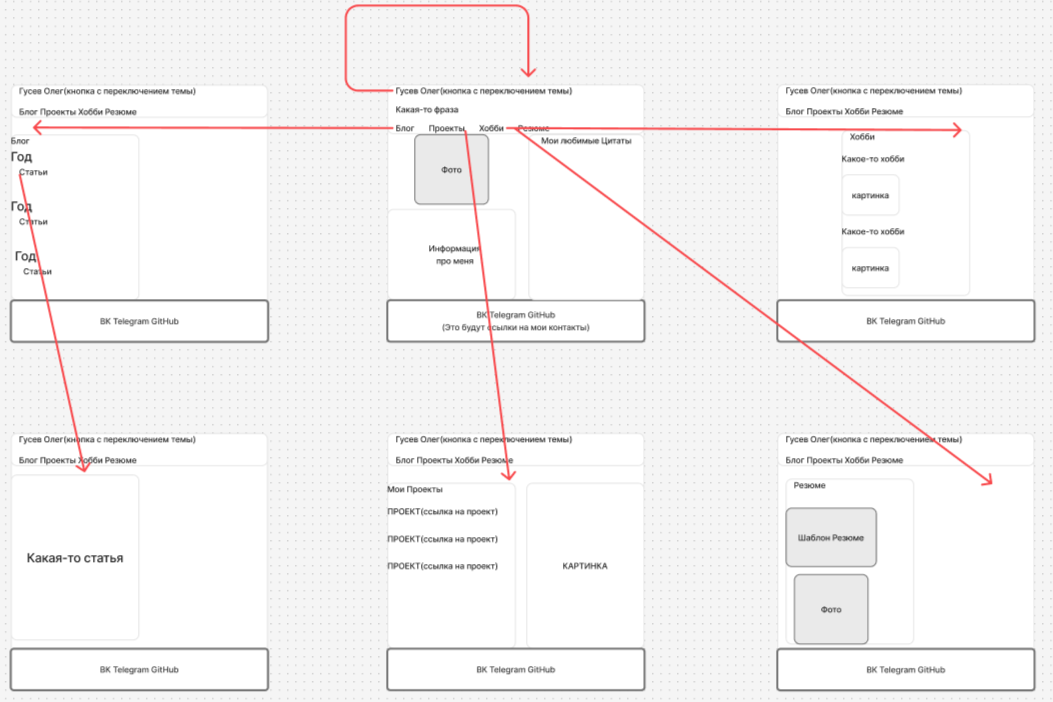 Гусев Олег(кнопка с переключением темы)
Блог Проекты Хобби Резюме
Блог
Год
Статьи
Год
Статьи
Год
Статьи
ВК Telegram GitHub
Гусев Олег(кнопка с переключением темы)
Какая-то фраза
Блог Проекты Хобби Резюме
Фото
Мои любимые Цитаты
Информация
про меня
ВК Telegram GitHub
(Это будут ссылки на мои контакты)
Гусев Олег(кнопка с переключением темы)
Блог Проекты Хобби Резюме
Хобби
Какое-то хобби
картинка
Какое-то хобби
картинка
ВК Telegram GitHub
Гусев Олег(кнопка с переключением темы)
Блог Проекты Хобби Резюме
Какая-то статья
ВК Telegram GitHub
Гусев Олег(кнопка с переключением темы)
Блог Проекты Хобби Резюме
Мои Проекты
ПРОЕКТ(ссылка на проект)
ПРОЕКТ(ссылка на проект)
ПРОЕКТ(ссылка на проект)
КАРТИНКА
ВК Telegram GitHub
Гусев Олег(кнопка с переключением темы)
Блог Проекты Хобби Резюме
Резюме
Шаблон Резюме
Фото
ВК Telegram GitHub